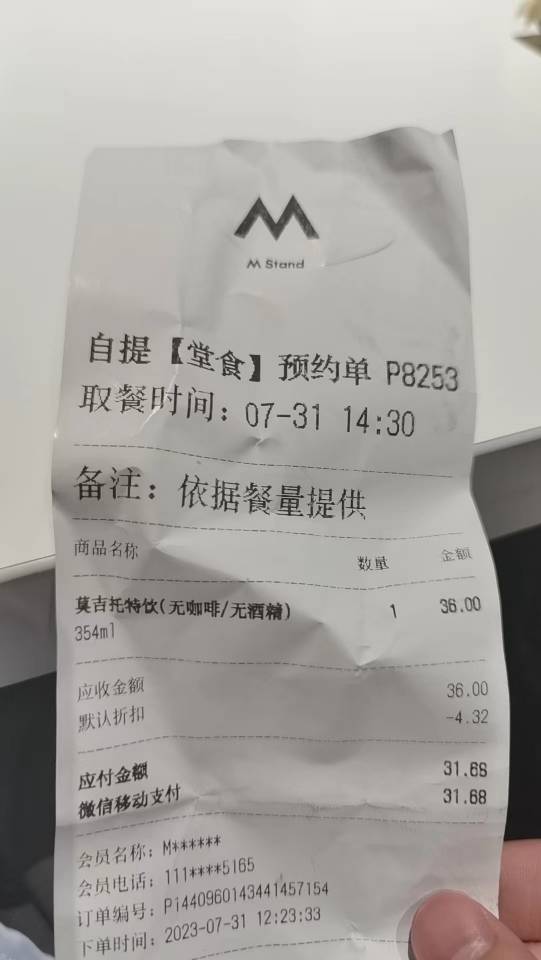 M Stand
自提【堂食】预约单 P8253
取餐时间：07-31 14:30
备注：依据餐量提供
商品名称 数量 金额
莫吉托特饮(无咖啡/无酒精) 1 36.00
354ml
应收金额 36.00
默认折扣 -4.32
应付金额 31.68
微信移动支付 31.68
会员名称：M******
会员电话：111****5165
订单编号：Pi440960143441457154
下单时间：2023-07-31 12:23:33